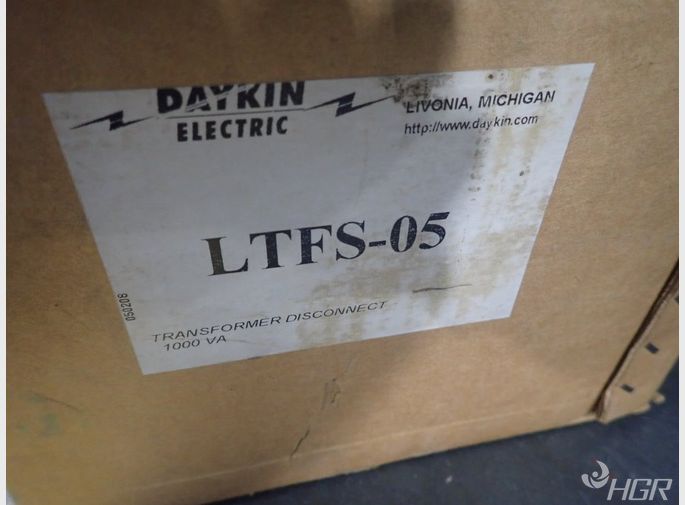 DAYKIN
ELECTRIC
LIVONIA, MICHIGAN
http://www.daykin.com
LTFS-05
050208
TRANSFORMER DISCONNECT
1000 VA
HGR